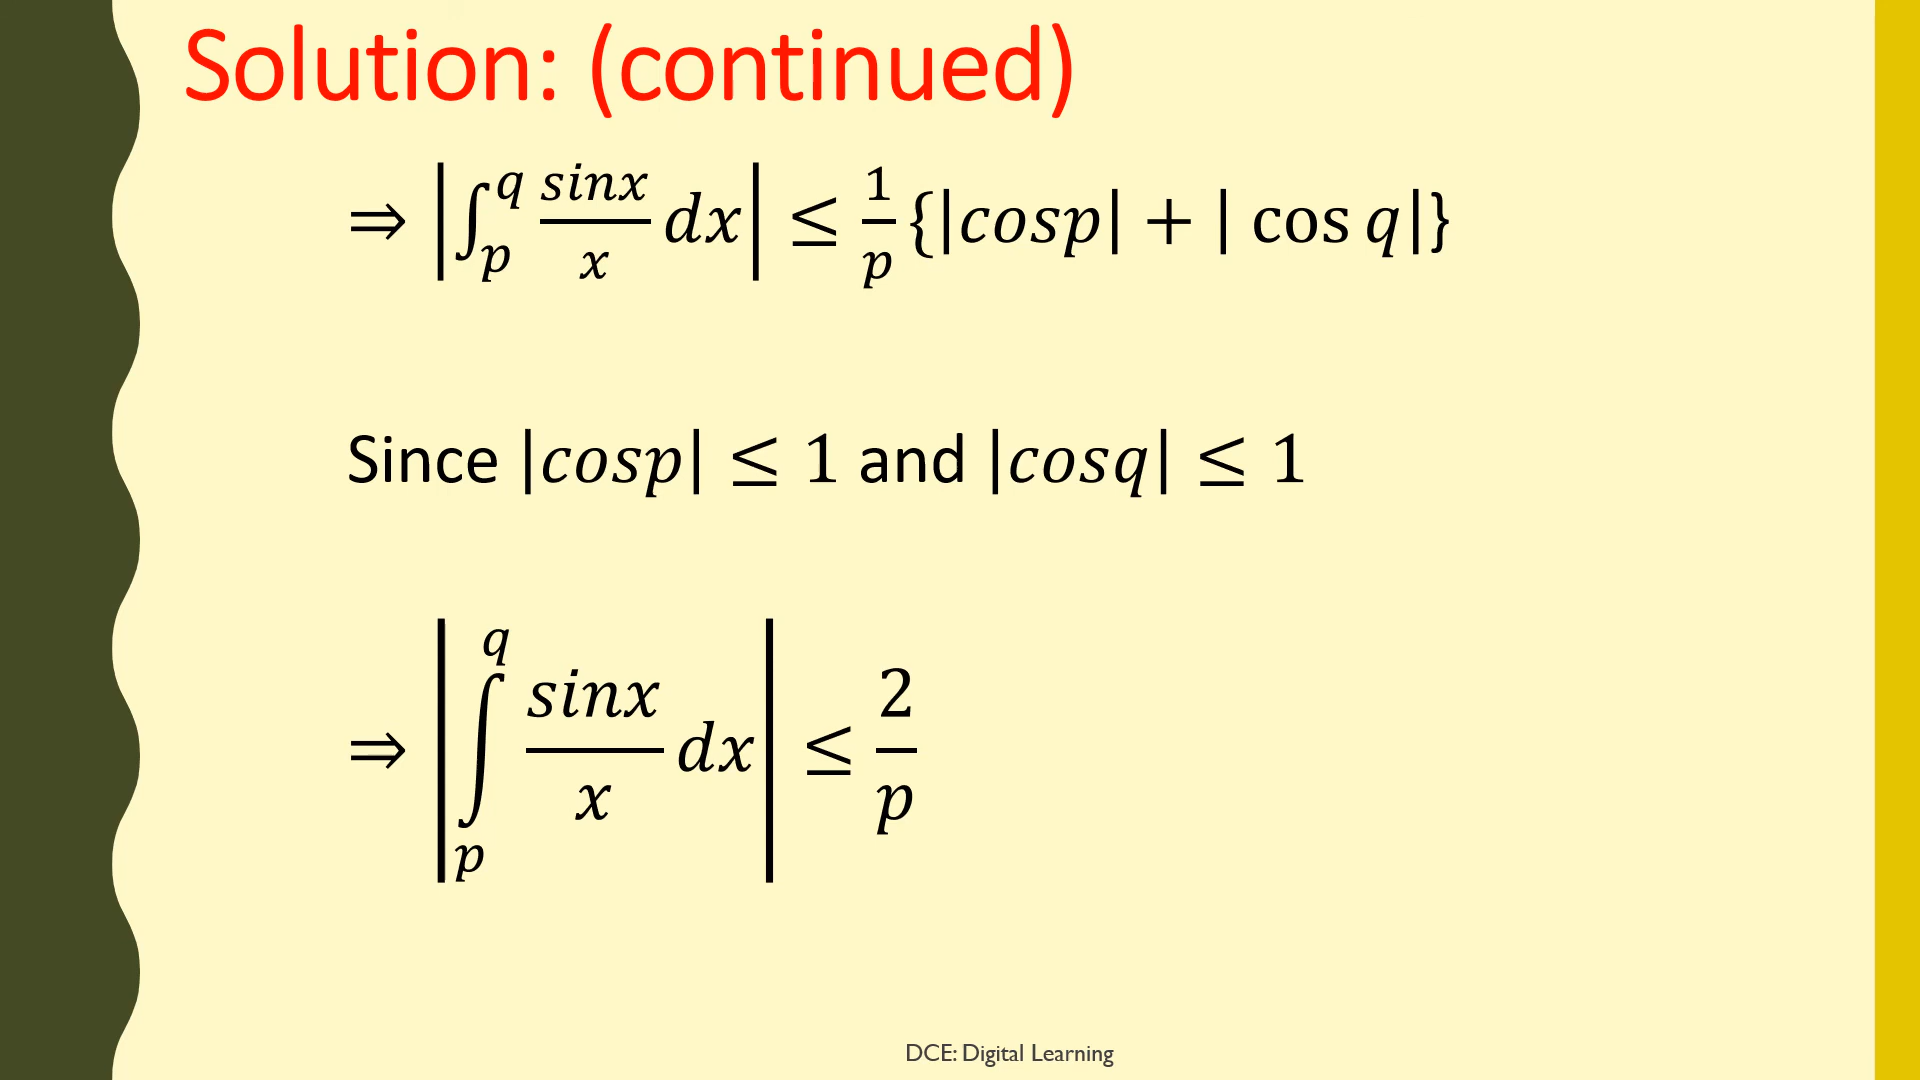 Solution: (continued)
⇒ |∫_p^q sinx/x dx| ≤ 1/p {|cosp| + | cos q|}
Since |cosp| ≤ 1 and |cosq| ≤ 1
⇒ |∫_p^q sinx/x dx| ≤ 2/p
DCE: Digital Learning